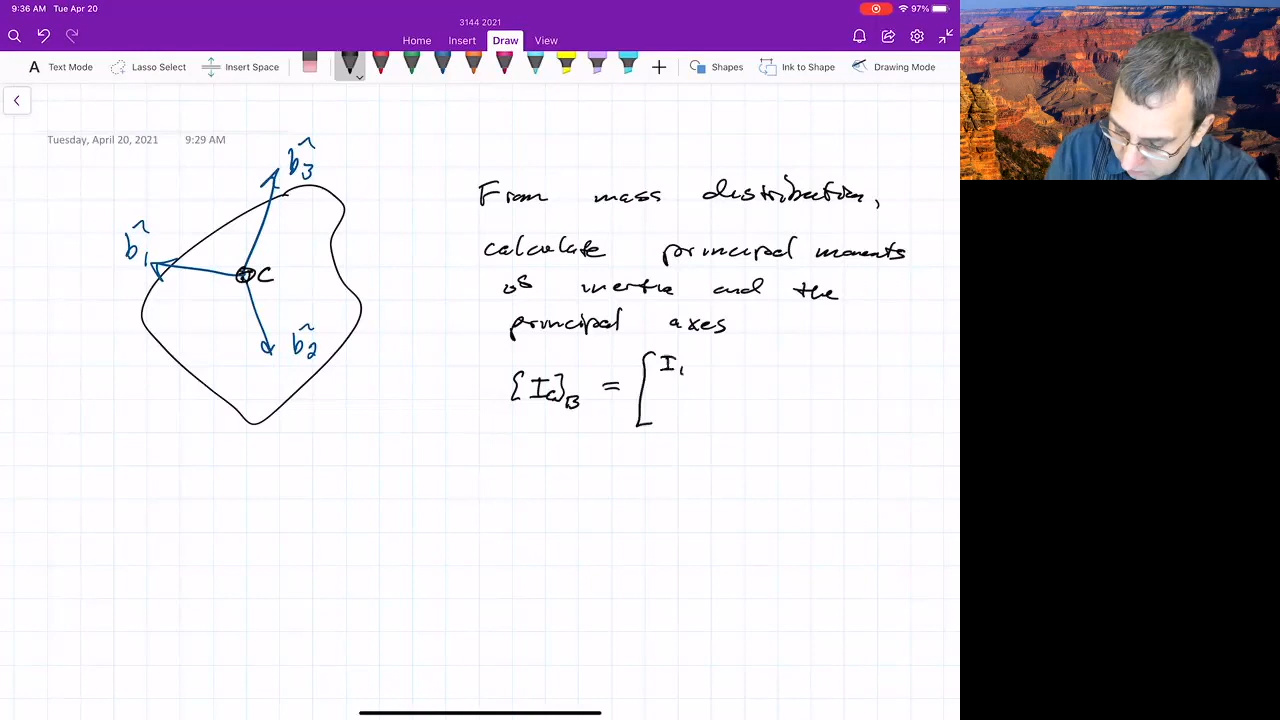 9:36 AM Tue Apr 20
97%
3144 2021
Home Insert Draw View
A Text Mode Lasso Select Insert Space Shapes Ink to Shape Drawing Mode
Tuesday, April 20, 2021 9:29 AM
b̂3
b̂1
C
b̂2
From mass distribution,
calculate principal moments
of inertia and the
principal axes
{I_C}_B = [ I1